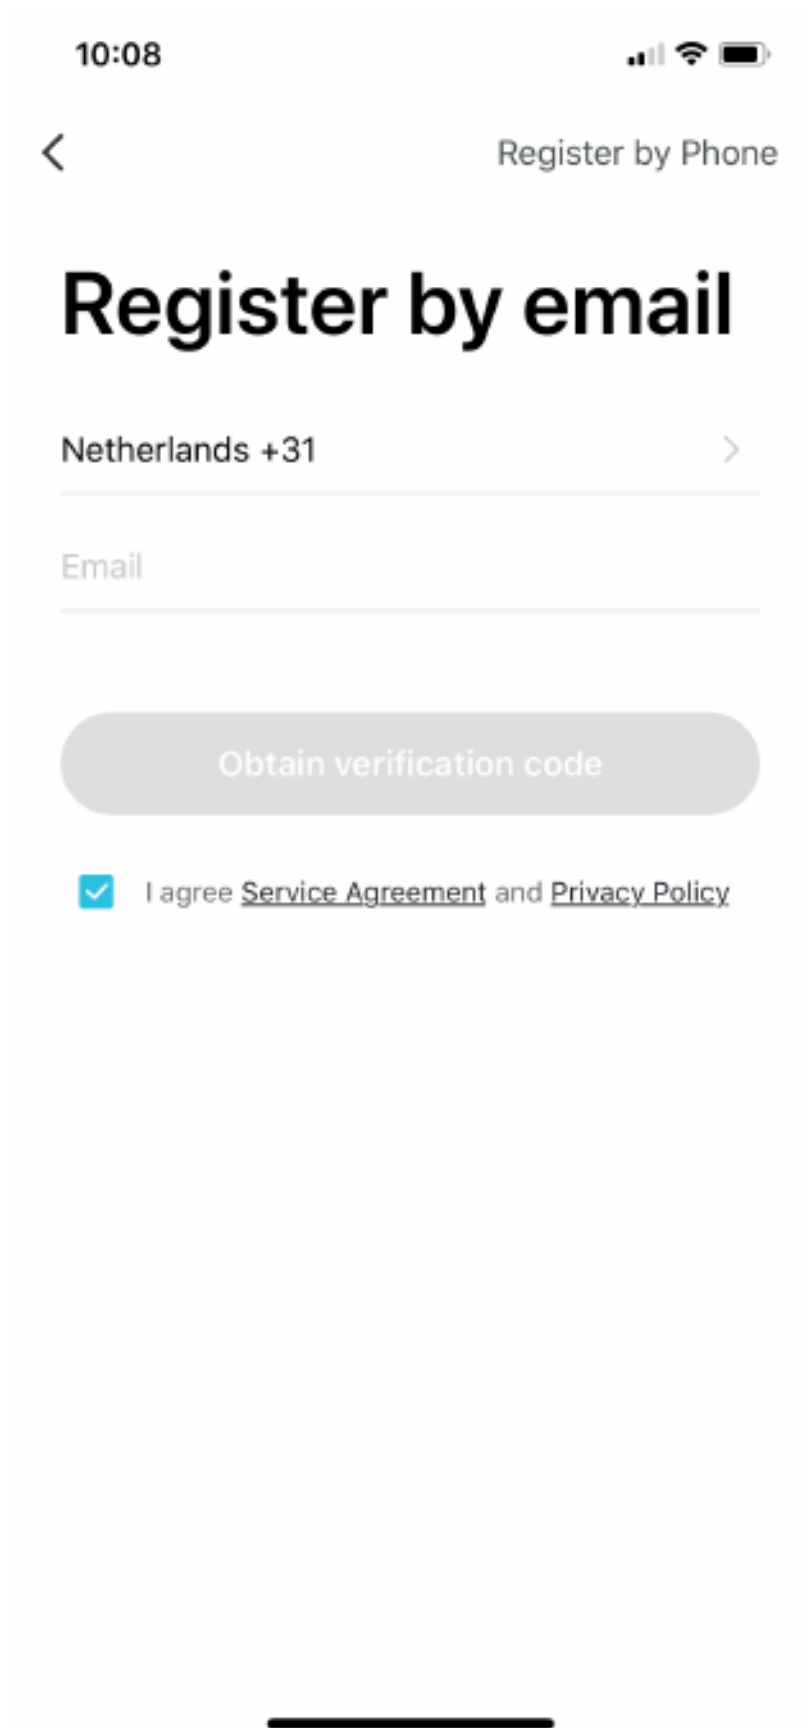 10:08
Register by Phone
Register by email
Netherlands +31
Email
Obtain verification code
I agree Service Agreement and Privacy Policy